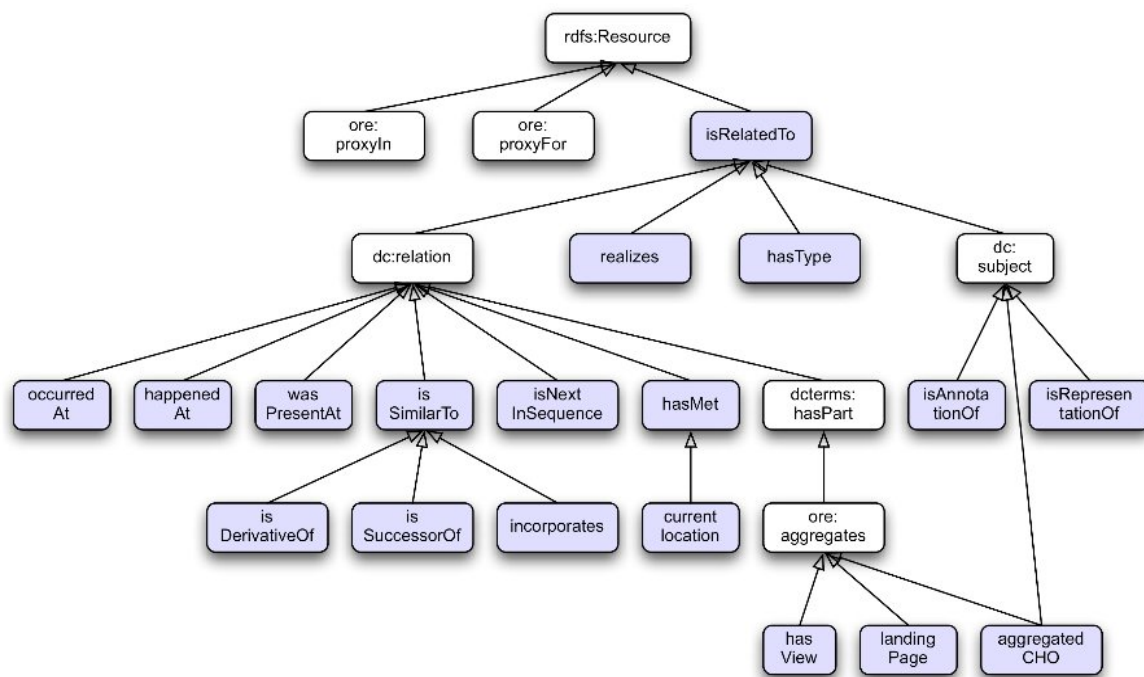 rdfs:Resource
ore:
proxyIn
ore:
proxyFor
isRelatedTo
dc:relation
realizes
hasType
dc:
subject
occurred
At
happened
At
was
PresentAt
is
SimilarTo
isNext
InSequence
hasMet
dcterms:
hasPart
isAnnota
tionOf
isRepresen
tationOf
is
DerivativeOf
is
SuccessorOf
incorporates
current
location
ore:
aggregates
has
View
landing
Page
aggregated
CHO